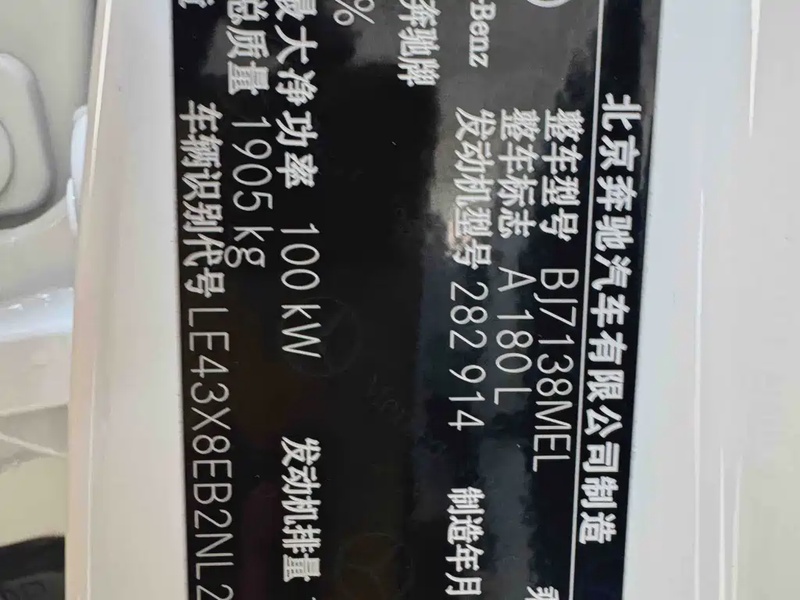 北京奔驰汽车有限公司制造
整车型号 BJ7138MEL
整车标志 A 180 L
发动机型号 282 914 制造年月
-Benz
奔驰牌
%
最大净功率 100 kW 发动机排量
总质量 1905 kg
车辆识别代号 LE43X8EB2NL2